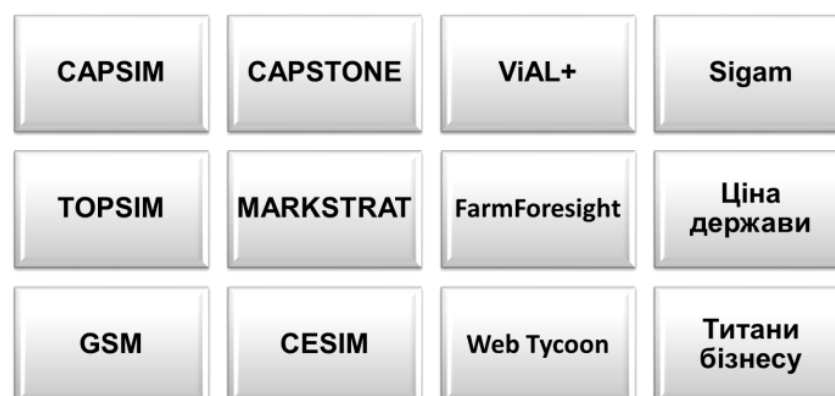 CAPSIM
CAPSTONE
ViAL+
Sigam
TOPSIM
MARKSTRAT
FarmForesight
Ціна
держави
GSM
CESIM
Web Tycoon
Титани
бізнесу